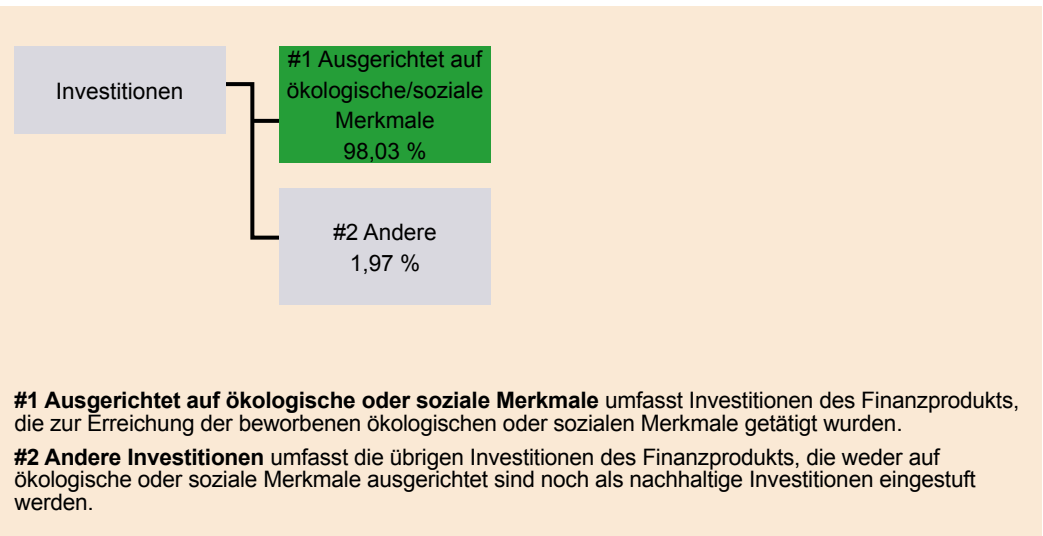 Investitionen
#1 Ausgerichtet auf
ökologische/soziale
Merkmale
98,03 %
#2 Andere
1,97 %
#1 Ausgerichtet auf ökologische oder soziale Merkmale umfasst Investitionen des Finanzprodukts,
die zur Erreichung der beworbenen ökologischen oder sozialen Merkmale getätigt wurden.
#2 Andere Investitionen umfasst die übrigen Investitionen des Finanzprodukts, die weder auf
ökologische oder soziale Merkmale ausgerichtet sind noch als nachhaltige Investitionen eingestuft
werden.